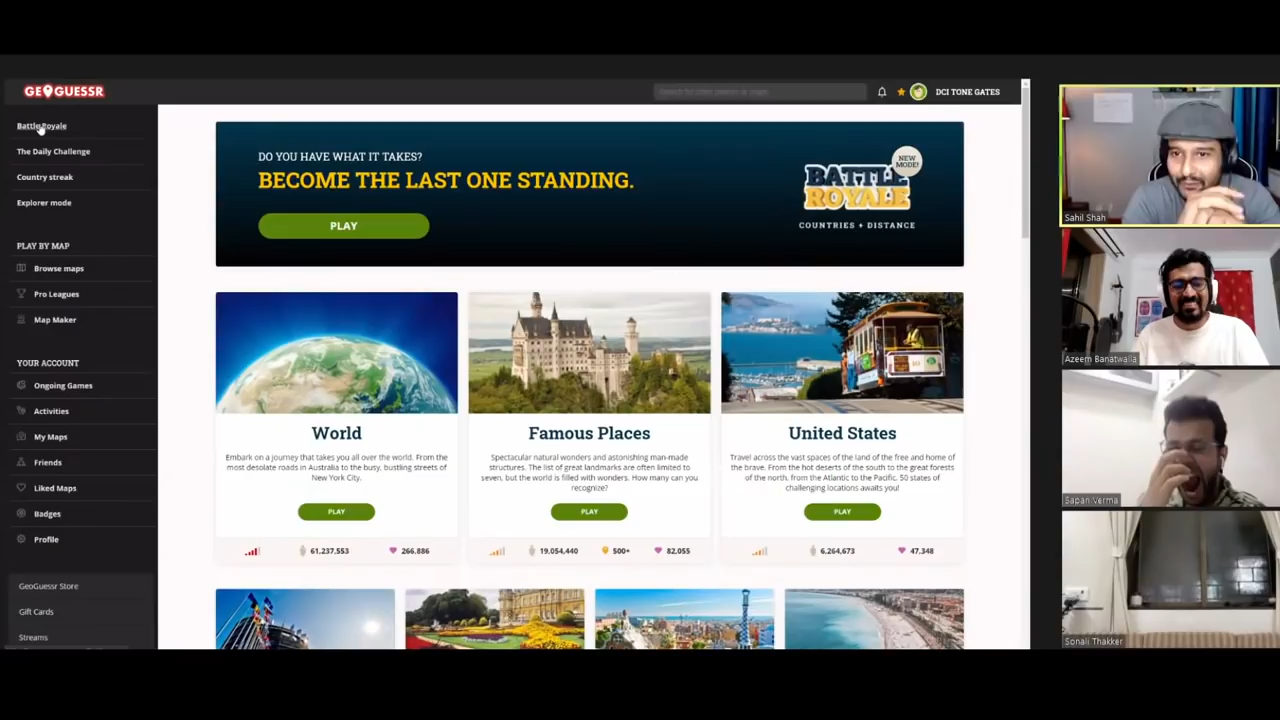 GEOGUESSR
DCI TONE GATES
Battle Royale
The Daily Challenge
Country streak
Explorer mode
PLAY BY MAP
Browse maps
Pro Leagues
Map Maker
YOUR ACCOUNT
Ongoing Games
Activities
My Maps
Friends
Liked Maps
Badges
Profile
GeoGuessr Store
Gift Cards
Streams
DO YOU HAVE WHAT IT TAKES?
BECOME THE LAST ONE STANDING.
PLAY
NEW
MODE!
BATTLE
ROYALE
COUNTRIES + DISTANCE
World
Embark on a journey that takes you all over the world. From the
most desolate roads in Australia to the busy, bustling streets of
New York City.
PLAY
61,237,553 266,886
Famous Places
Spectacular natural wonders and astonishing man-made
structures. The list of great landmarks are often limited to
seven, but the world is filled with wonders. How many can you
recognize?
PLAY
19,054,440 500+ 82,055
United States
Travel across the vast spaces of the land of the free and home of
the brave. From the hot deserts of the south to the great forests
of the north, from the Atlantic to the Pacific. 50 states of
challenging locations awaits you!
PLAY
6,264,673 47,348
Sahil Shah
Azeem Banatwalla
Sapan Verma
Sonali Thakker